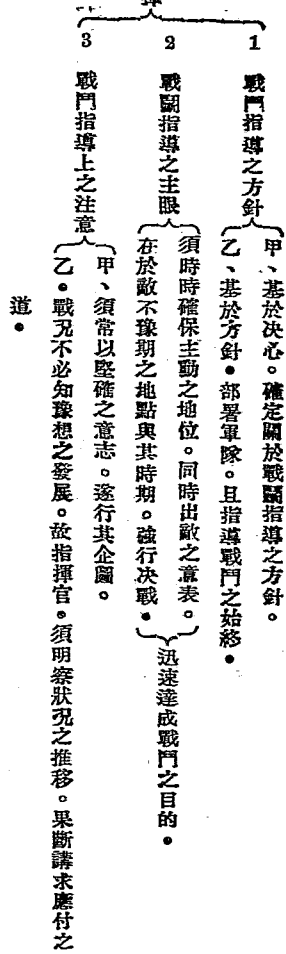 1 戰鬥指導之方針
甲、基於決心。確定關於戰鬭指導之方針。
乙、基於方針。部署軍隊。且指導戰鬥之始終。
2 戰鬭指導之主眼
須時時確保主動之地位。同時出敵之意表。
在於敵不豫期之地點與其時期。強行决戰。
迅速達成戰鬥之目的。
3 戰鬥指導上之注意
甲、須常以堅確之意志。遂行其企圖。
乙。戰況不必如豫想之發展。故指揮官。須明察狀況之推移。果斷講求應付之
道。